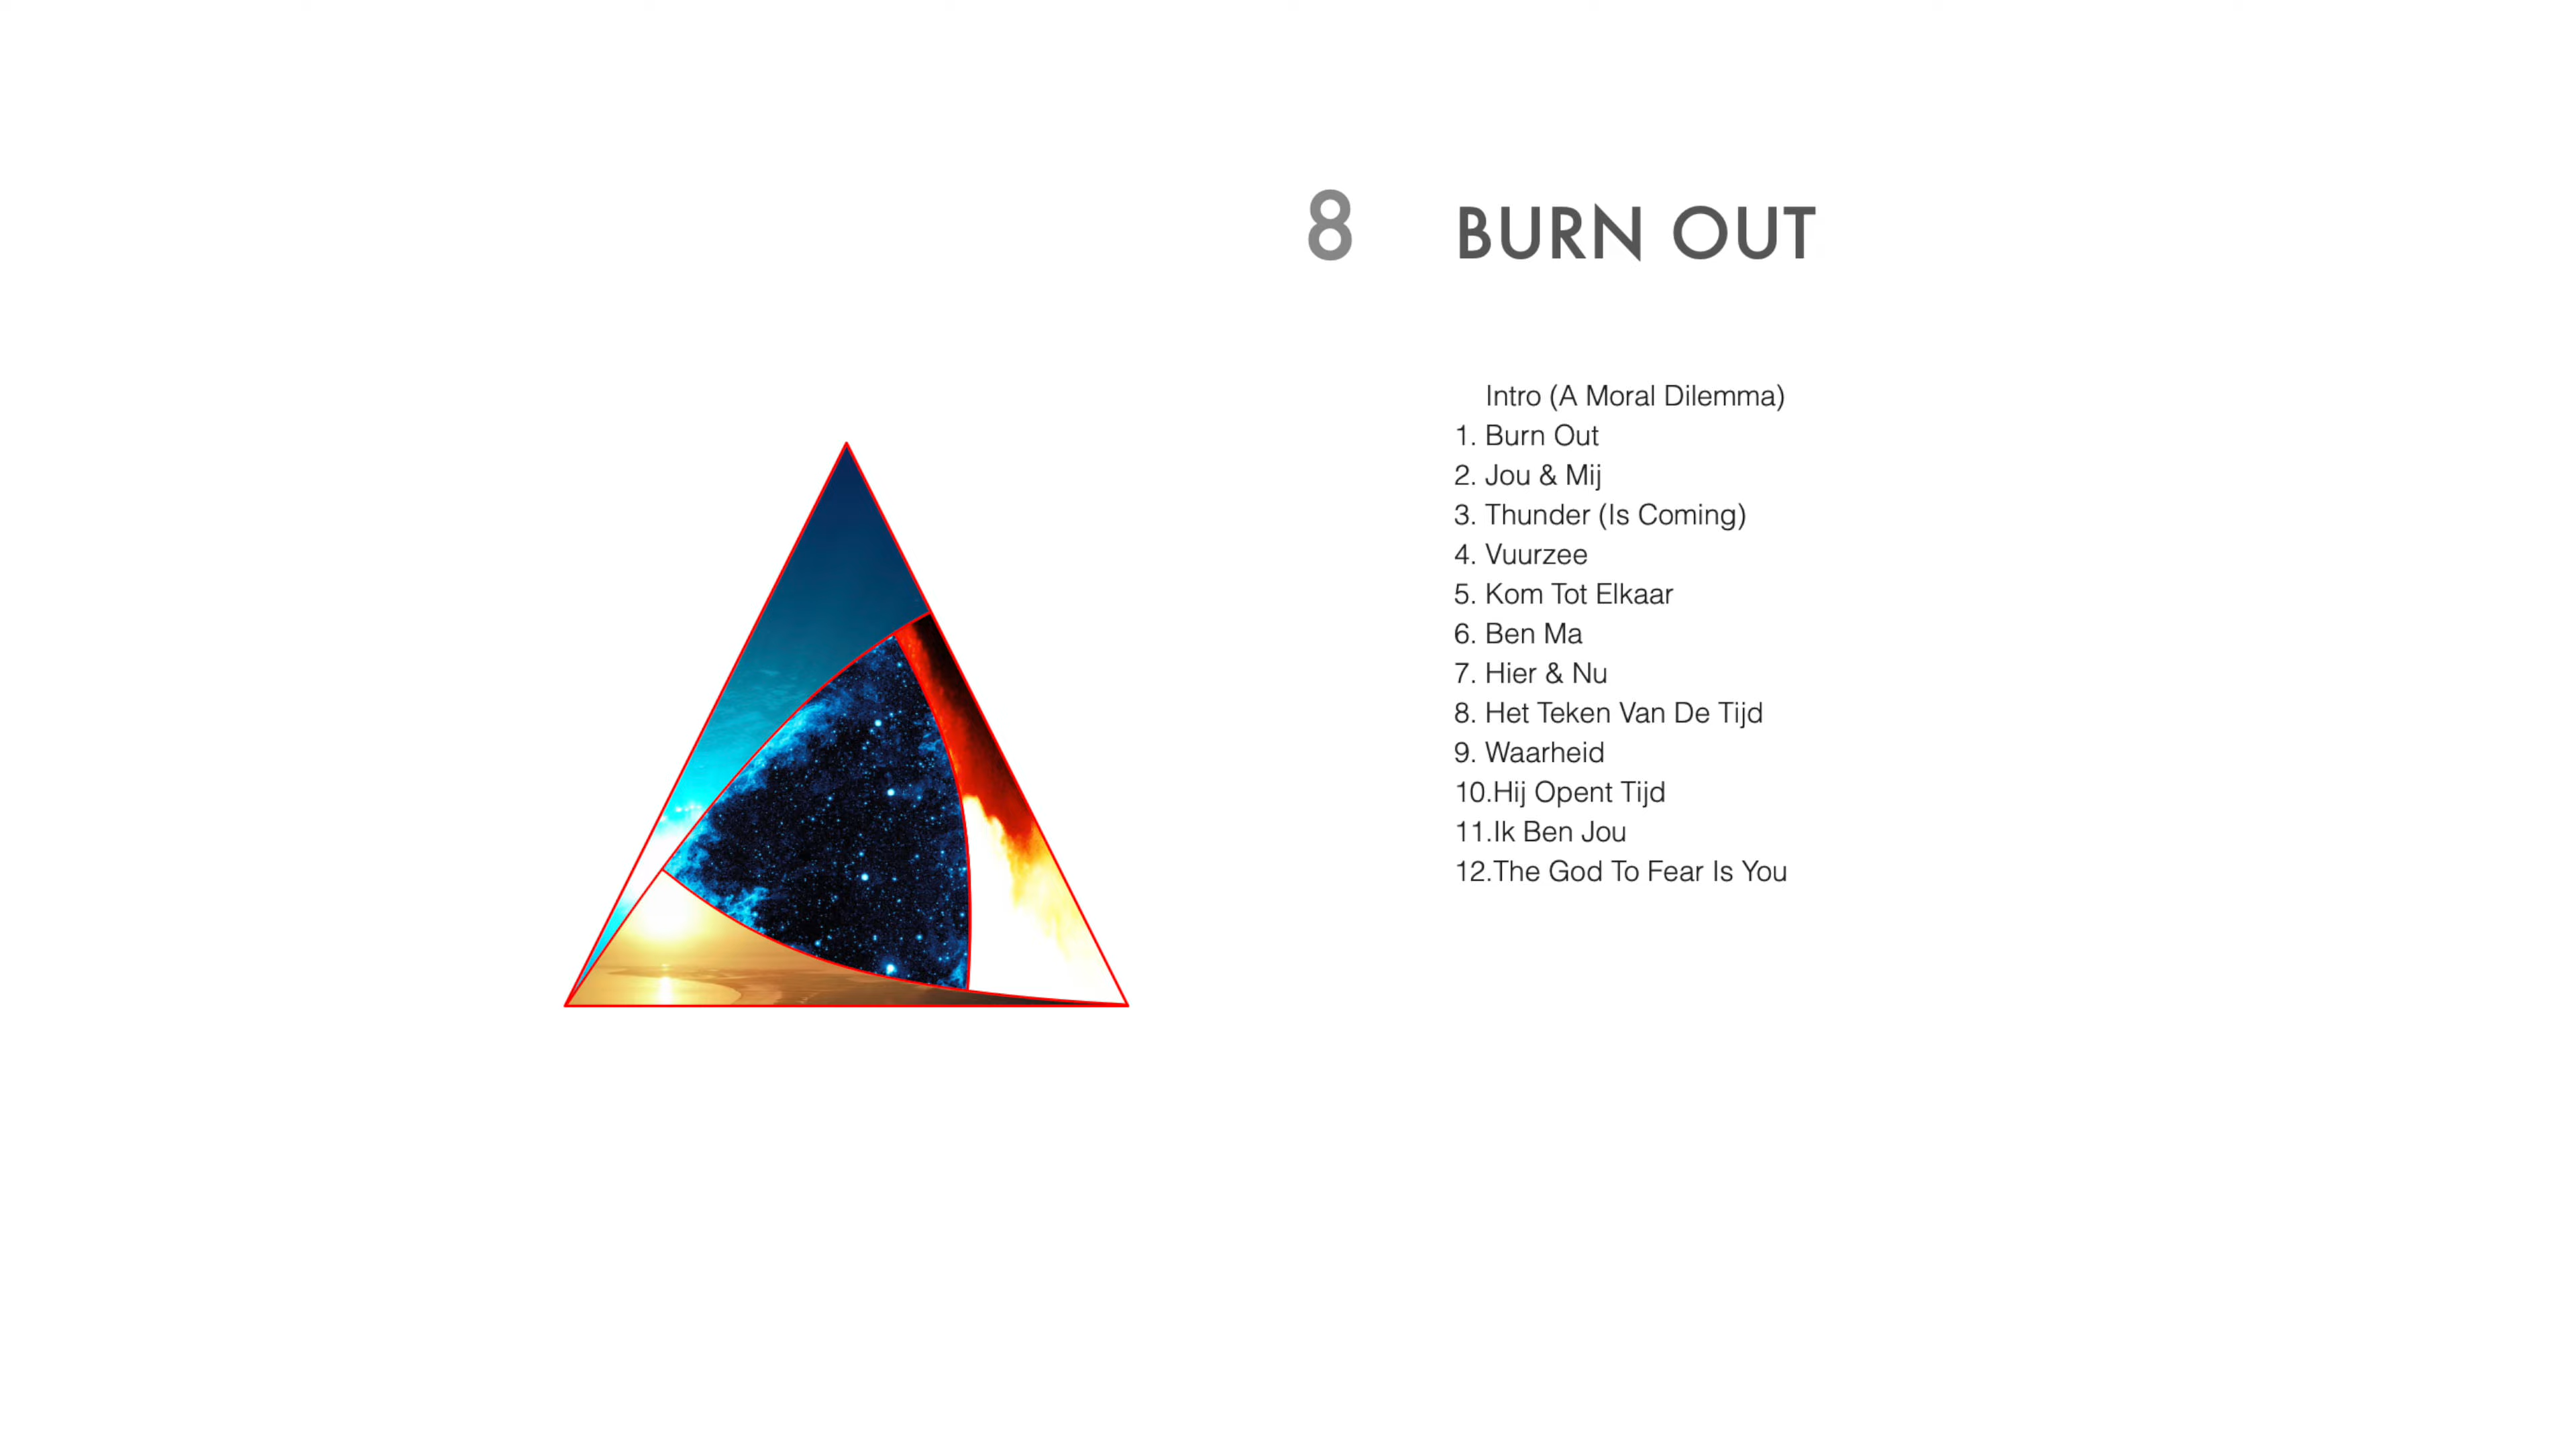 8 BURN OUT
Intro (A Moral Dilemma)
1. Burn Out
2. Jou & Mij
3. Thunder (Is Coming)
4. Vuurzee
5. Kom Tot Elkaar
6. Ben Ma
7. Hier & Nu
8. Het Teken Van De Tijd
9. Waarheid
10.Hij Opent Tijd
11.Ik Ben Jou
12.The God To Fear Is You